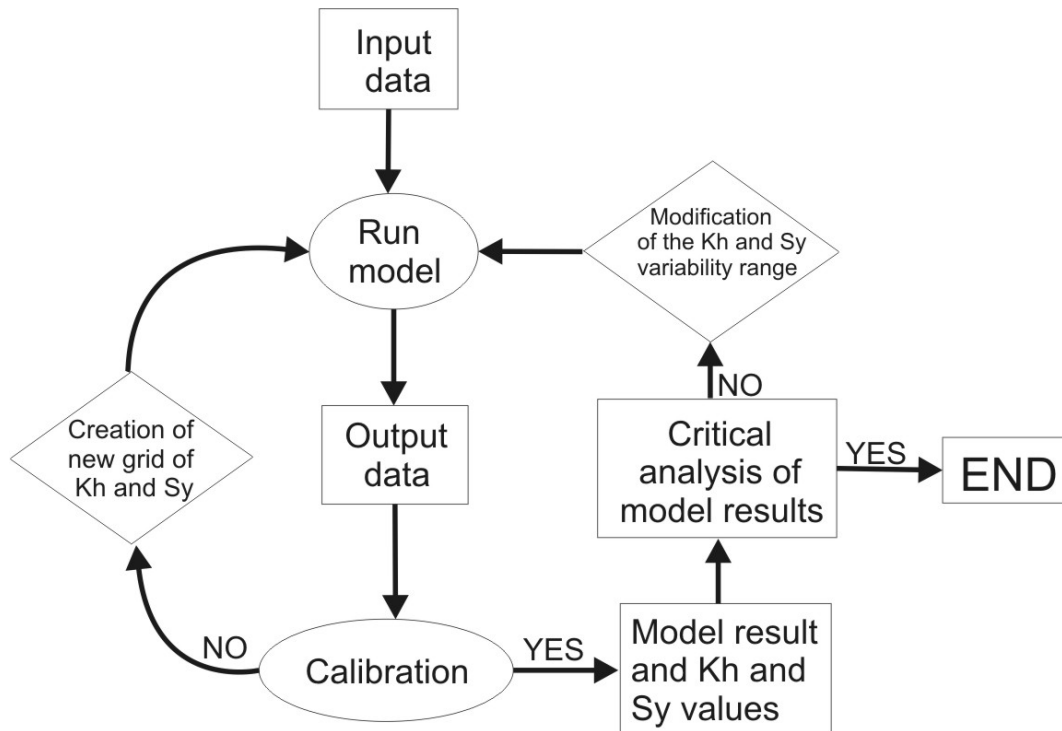 Input
data
Run
model
Modification
of the Kh and Sy
variability range
Creation of
new grid of
Kh and Sy
Output
data
NO
Critical
analysis of
model results
YES
END
NO
Calibration
YES
Model result
and Kh and
Sy values